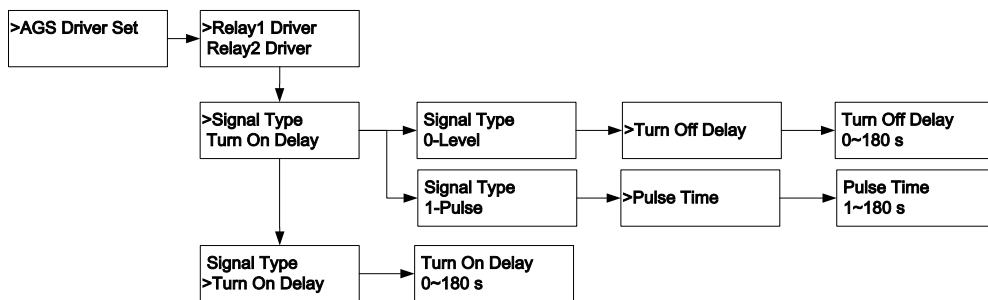 >AGS Driver Set
>Relay1 Driver
Relay2 Driver
>Signal Type
Turn On Delay
Signal Type
0-Level
>Turn Off Delay
Turn Off Delay
0~180 s
Signal Type
1-Pulse
>Pulse Time
Pulse Time
1~180 s
Signal Type
>Turn On Delay
Turn On Delay
0~180 s